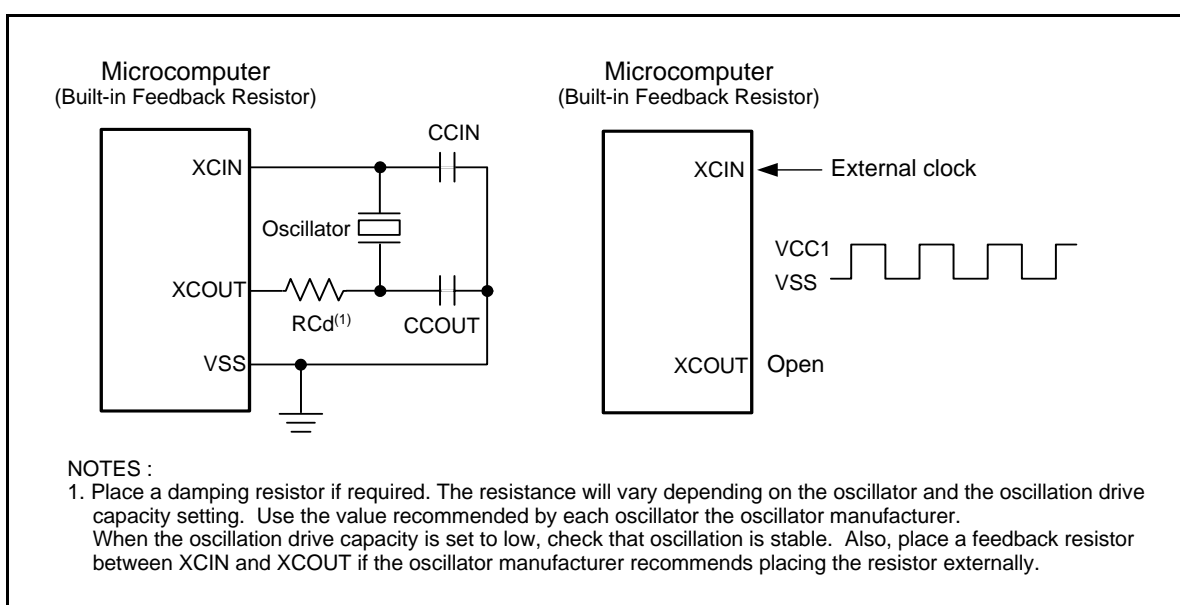 Microcomputer
(Built-in Feedback Resistor)
XCIN
CCIN
Oscillator
XCOUT
RCd(1)
CCOUT
VSS
Microcomputer
(Built-in Feedback Resistor)
XCIN
External clock
VCC1
VSS
XCOUT
Open
NOTES :
1. Place a damping resistor if required. The resistance will vary depending on the oscillator and the oscillation drive
capacity setting. Use the value recommended by each oscillator the oscillator manufacturer.
When the oscillation drive capacity is set to low, check that oscillation is stable. Also, place a feedback resistor
between XCIN and XCOUT if the oscillator manufacturer recommends placing the resistor externally.